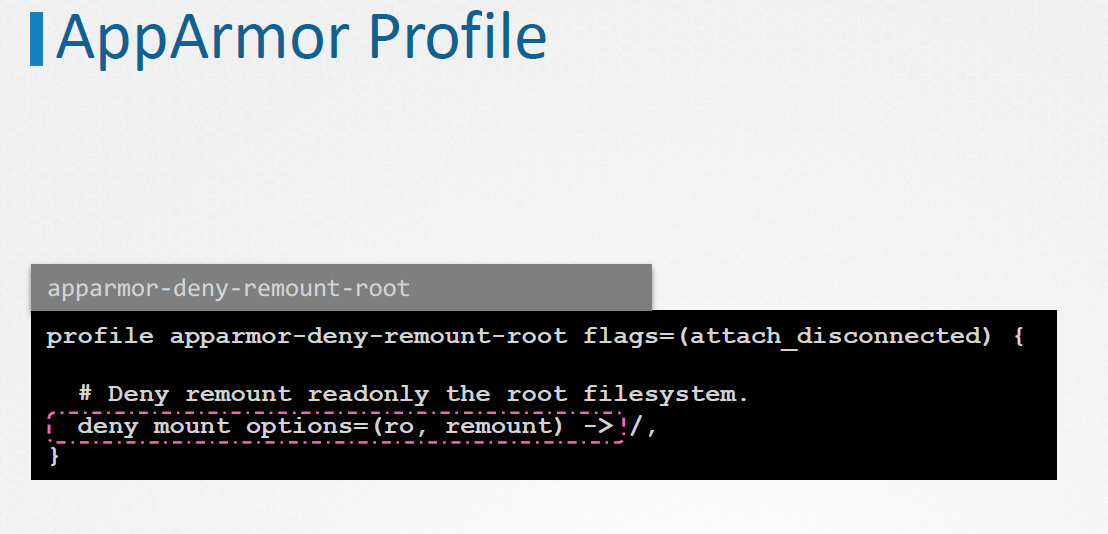 AppArmor Profile
apparmor-deny-remount-root
profile apparmor-deny-remount-root flags=(attach_disconnected) {
# Deny remount readonly the root filesystem.
deny mount options=(ro, remount) -> /,
}